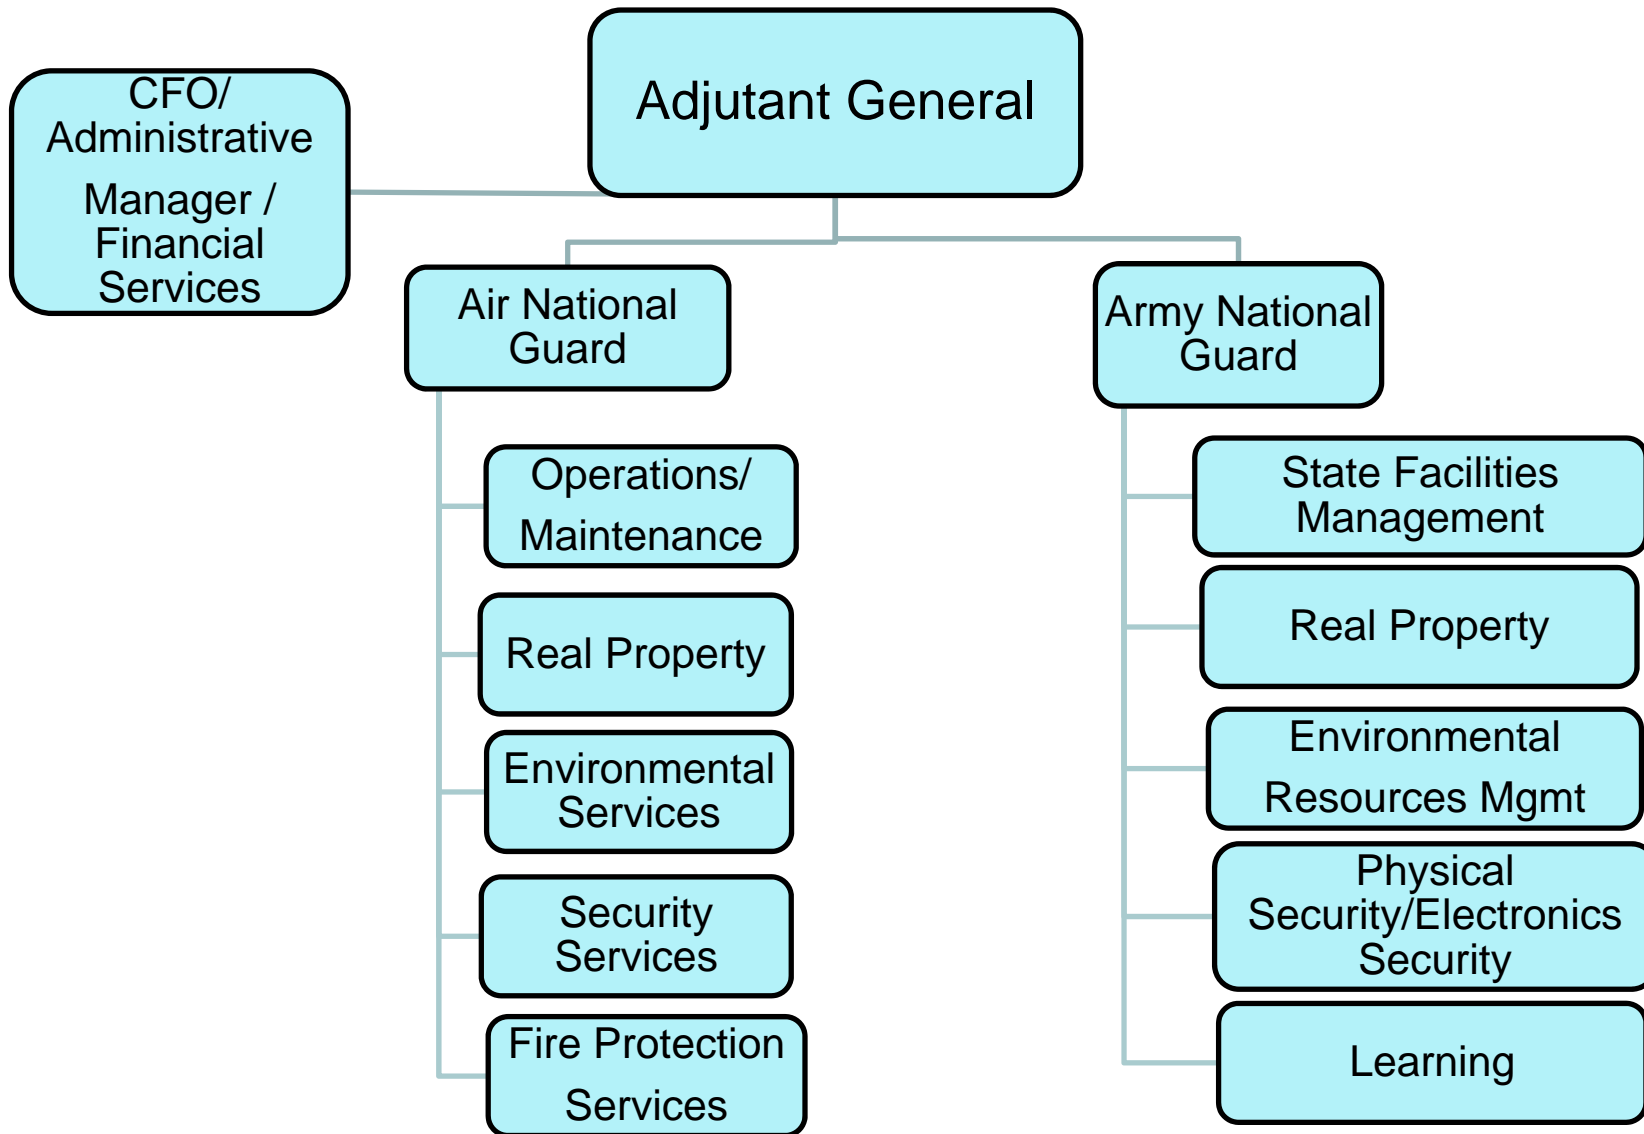 Adjutant General
CFO/
Administrative
Manager /
Financial
Services
Air National
Guard
Operations/
Maintenance
Real Property
Environmental
Services
Security
Services
Fire Protection
Services
Army National
Guard
State Facilities
Management
Real Property
Environmental
Resources Mgmt
Physical
Security/Electronics
Security
Learning